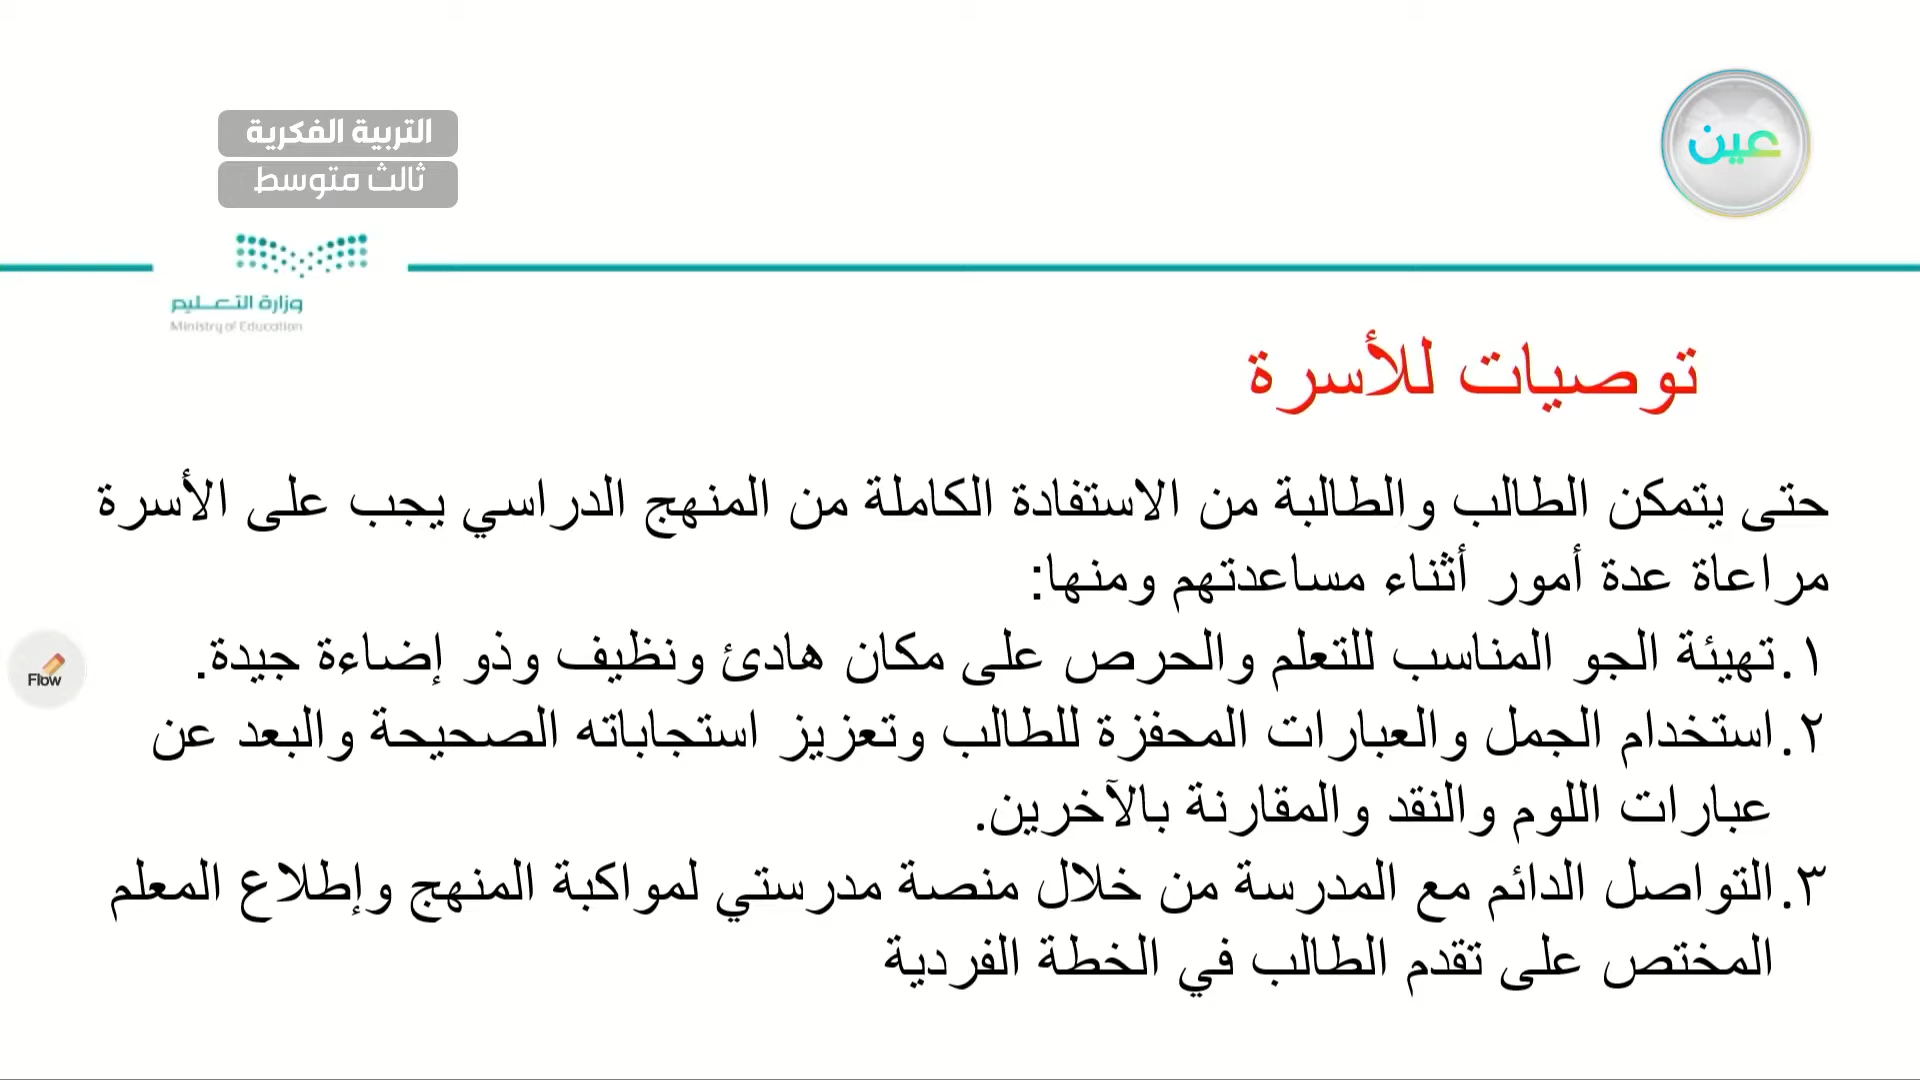 عين
التربية الفكرية
ثالث متوسط
وزارة التعليم
Ministry of Education
توصيات للأسرة
حتى يتمكن الطالب والطالبة من الاستفادة الكاملة من المنهج الدراسي يجب على الأسرة
مراعاة عدة أمور أثناء مساعدتهم ومنها:
١. تهيئة الجو المناسب للتعلم والحرص على مكان هادئ ونظيف وذو إضاءة جيدة.
٢. استخدام الجمل والعبارات المحفزة للطالب وتعزيز استجاباته الصحيحة والبعد عن
عبارات اللوم والنقد والمقارنة بالآخرين.
٣. التواصل الدائم مع المدرسة من خلال منصة مدرستي لمواكبة المنهج وإطلاع المعلم
المختص على تقدم الطالب في الخطة الفردية
Flow